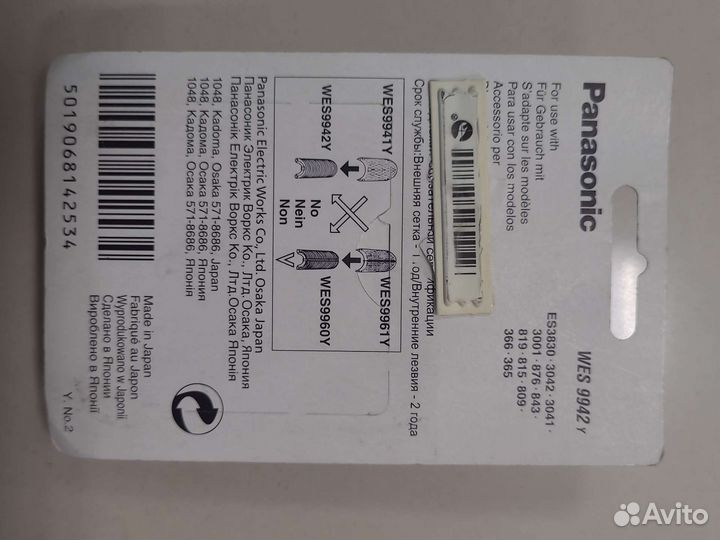 Panasonic
WES 9942 Y
For use with
Für Gebrauch mit
S'adapte sur les modèles
Para usar con los modelos
Accessorio per
ES3830 · 3042 · 3041 ·
3001 · 876 · 843 ·
819 · 815 · 809 ·
366 · 365
Срок службы:Внешняя сетка - 1 год/Внутренние лезвия - 2 года
WES9941Y
WES9961Y
WES9942Y
WES9960Y
No
Nein
Non
Panasonic Electric Works Co., Ltd. Osaka Japan
Панасоник Электрик Воркс Ко., Лтд.Осака, Япония
Панасонік Електрік Воркс Ко., Лтд.Осака Японія
1048, Kadoma, Osaka 571-8686, Japan
1048, Кадома, Осака 571-8686, Япония
1048, Кадома, Осака 571-8686, Японія
5019068142534
Made in Japan
Fabriqué au Japon
Wyprodukowano w Japonii
Сделано в Японии
Вироблено в Японії
Y. No.2
Avito